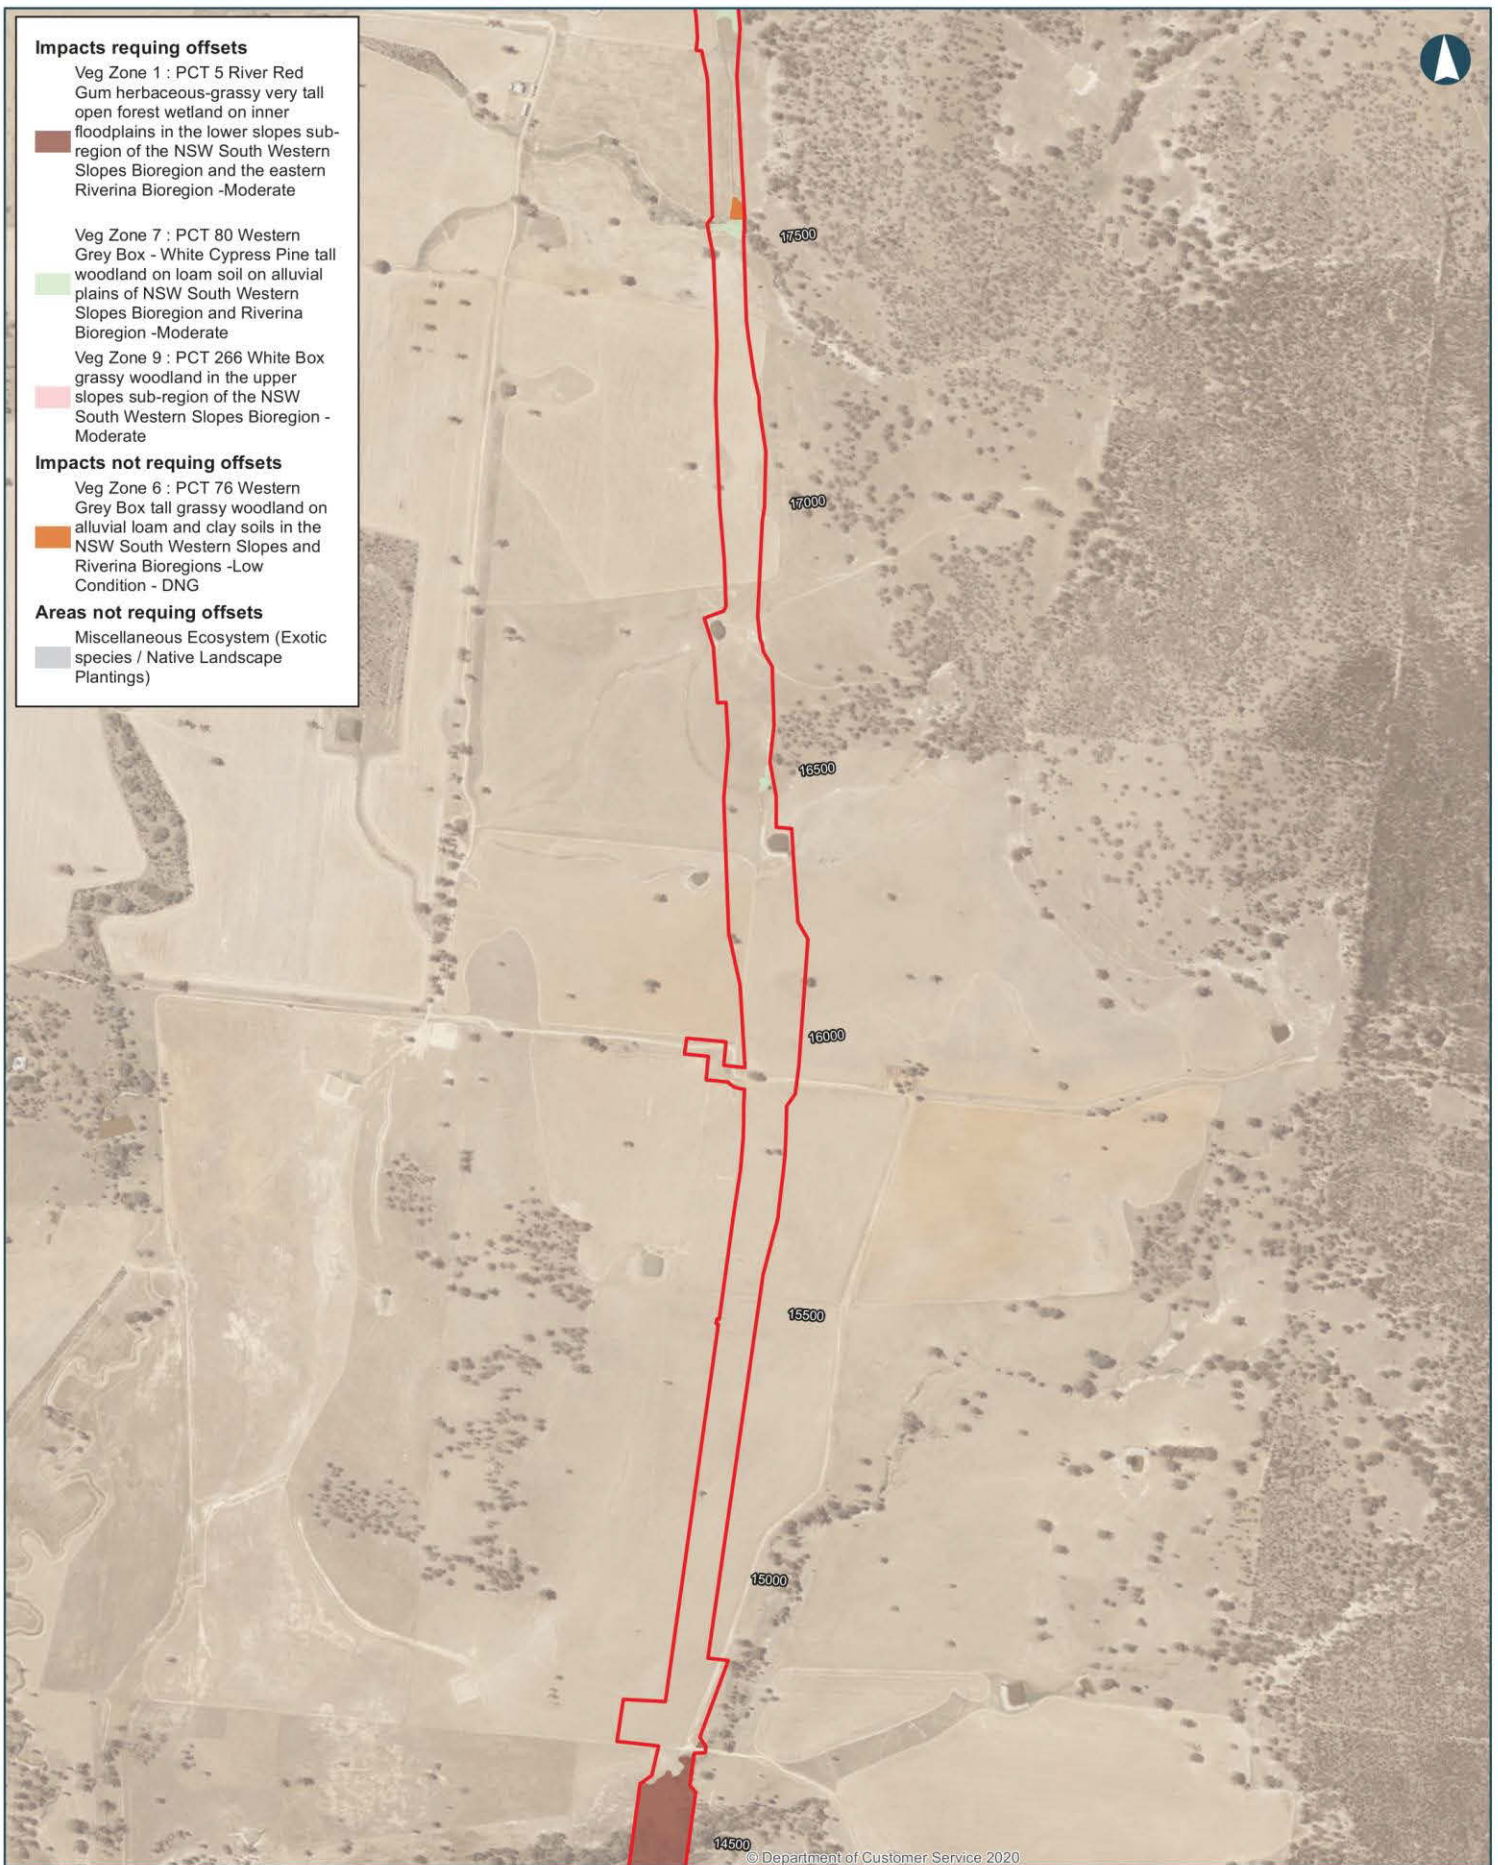 Impacts requing offsets
Veg Zone 1 : PCT 5 River Red
Gum herbaceous-grassy very tall
open forest wetland on inner
floodplains in the lower slopes sub-
region of the NSW South Western
Slopes Bioregion and the eastern
Riverina Bioregion -Moderate
Veg Zone 7 : PCT 80 Western
Grey Box - White Cypress Pine tall
woodland on loam soil on alluvial
plains of NSW South Western
Slopes Bioregion and Riverina
Bioregion -Moderate
Veg Zone 9 : PCT 266 White Box
grassy woodland in the upper
slopes sub-region of the NSW
South Western Slopes Bioregion -
Moderate
Impacts not requing offsets
Veg Zone 6 : PCT 76 Western
Grey Box tall grassy woodland on
alluvial loam and clay soils in the
NSW South Western Slopes and
Riverina Bioregions -Low
Condition - DNG
Areas not requing offsets
Miscellaneous Ecosystem (Exotic
species / Native Landscape
Plantings)
17500
17000
16500
16000
15500
15000
14500
© Department of Customer Service 2020